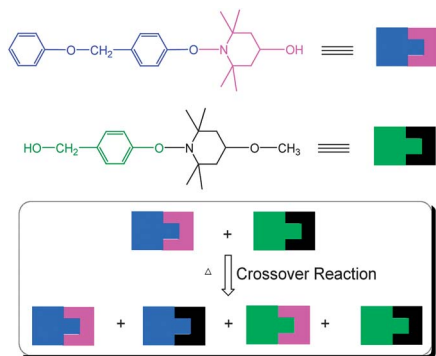 O—CH₂ O—N OH
HO—CH₂ O—N O—CH₃
+
△ Crossover Reaction
+ + +